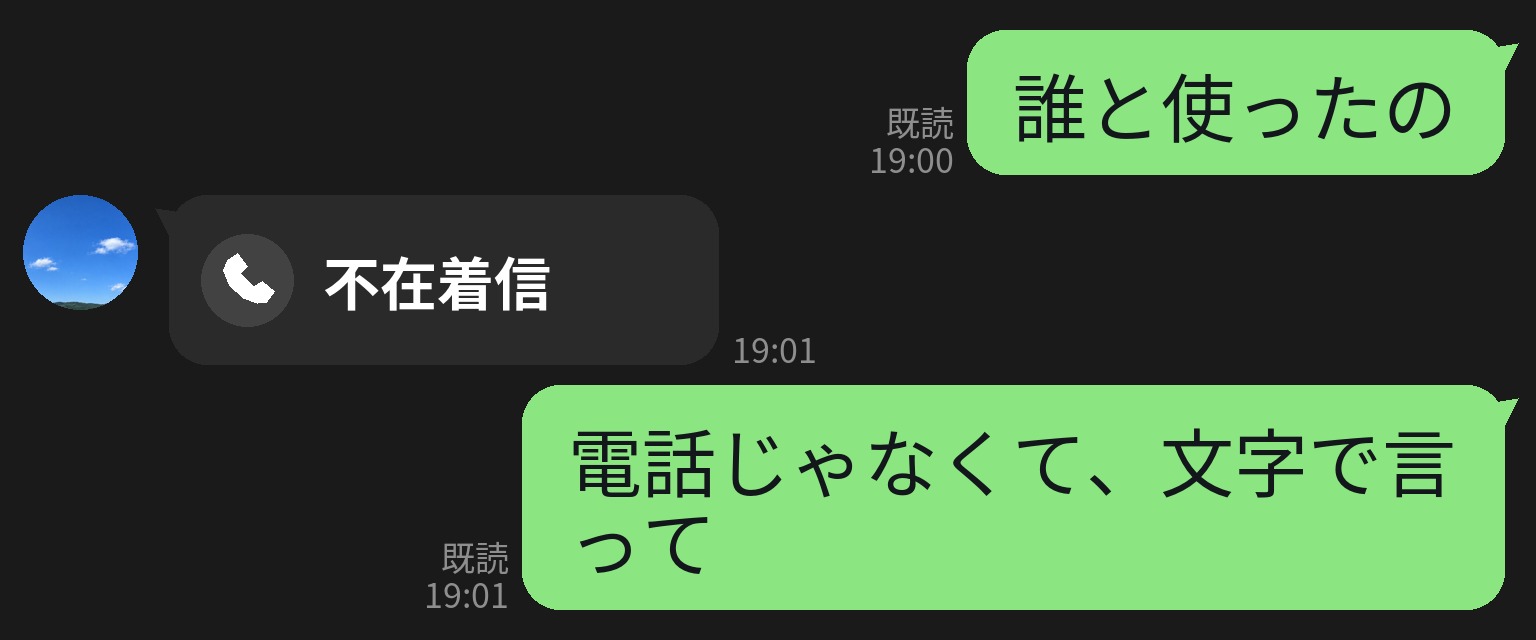 誰と使ったの
既読
19:00
不在着信
19:01
電話じゃなくて、文字で言
って
既読
19:01